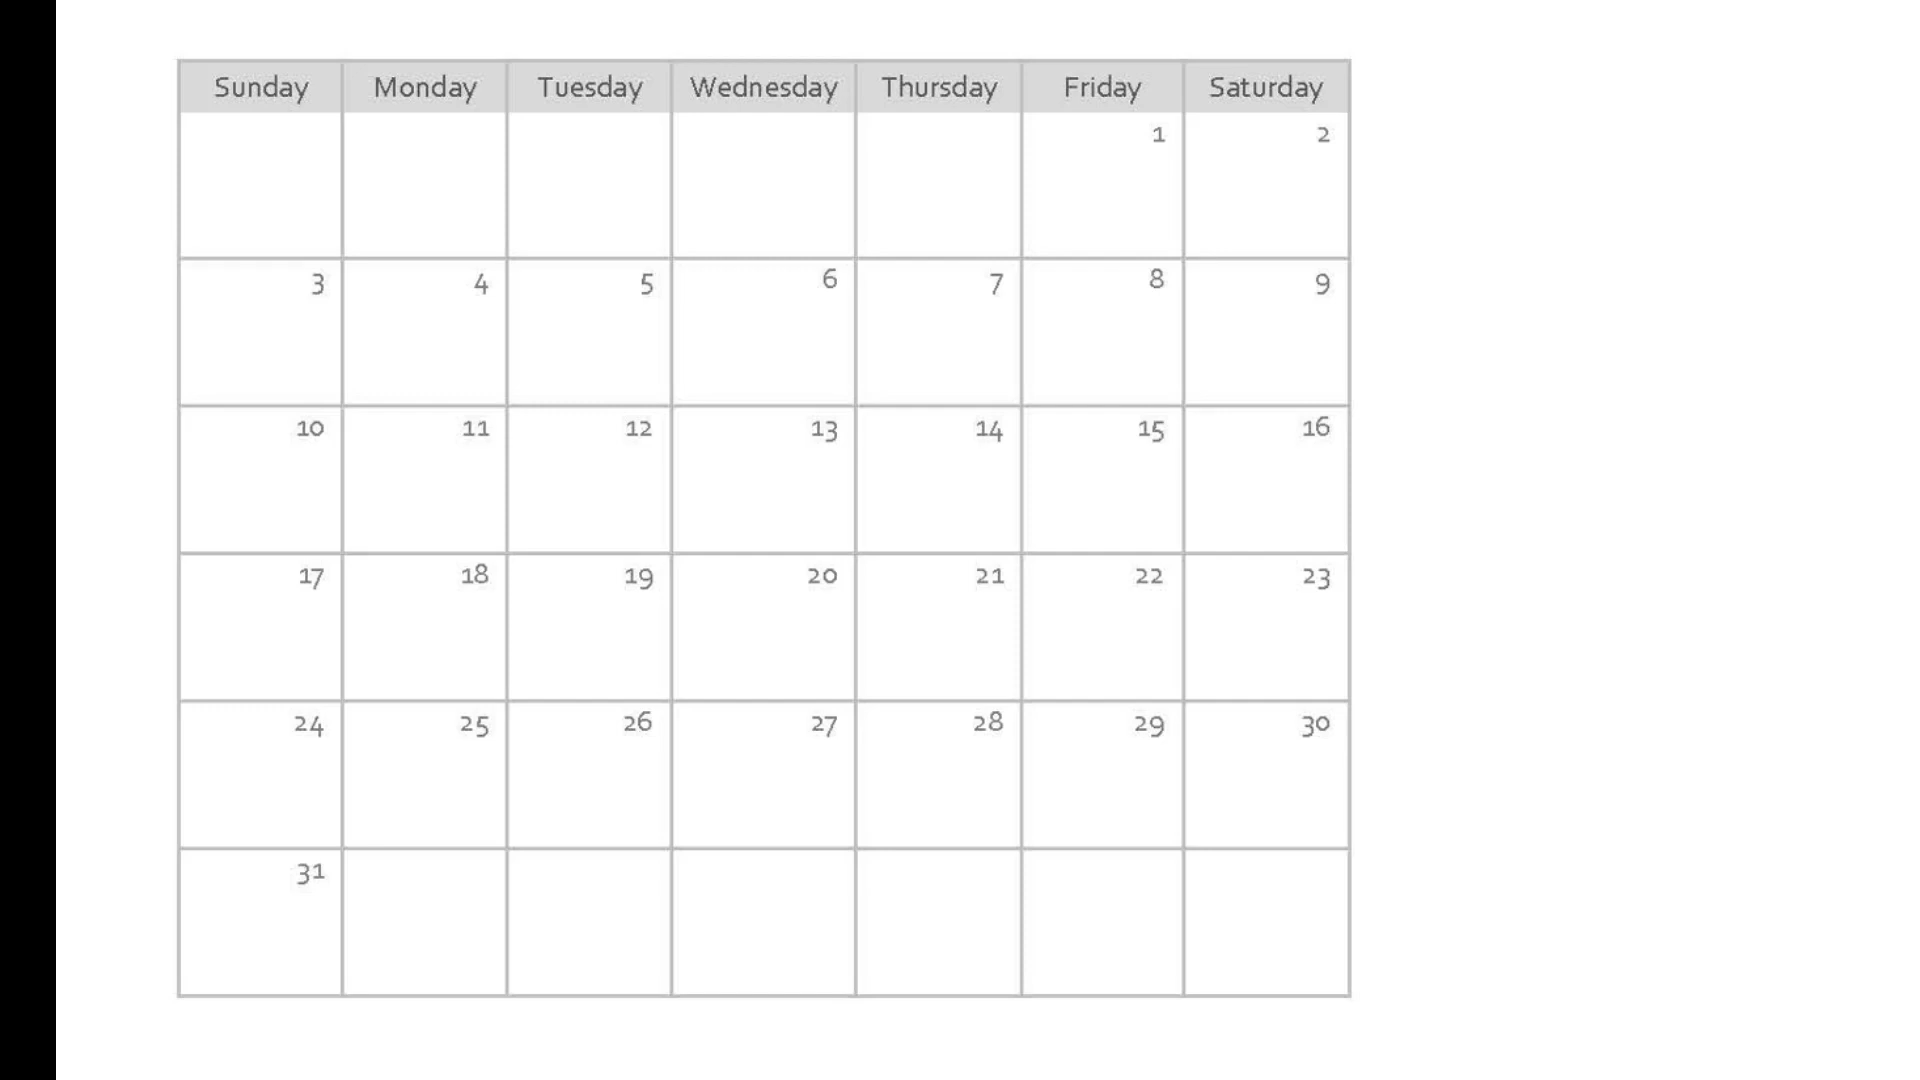 Sunday Monday Tuesday Wednesday Thursday Friday Saturday
1 2
3 4 5 6 7 8 9
10 11 12 13 14 15 16
17 18 19 20 21 22 23
24 25 26 27 28 29 30
31